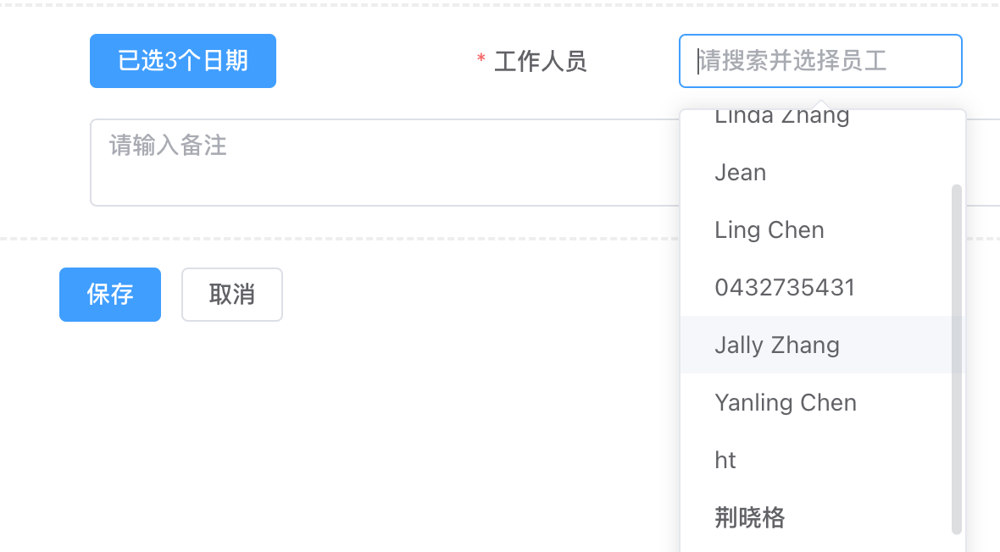 已选3个日期
* 工作人员
请搜索并选择员工
请输入备注
Linda Zhang
Jean
Ling Chen
0432735431
Jally Zhang
Yanling Chen
ht
荆晓格
保存
取消